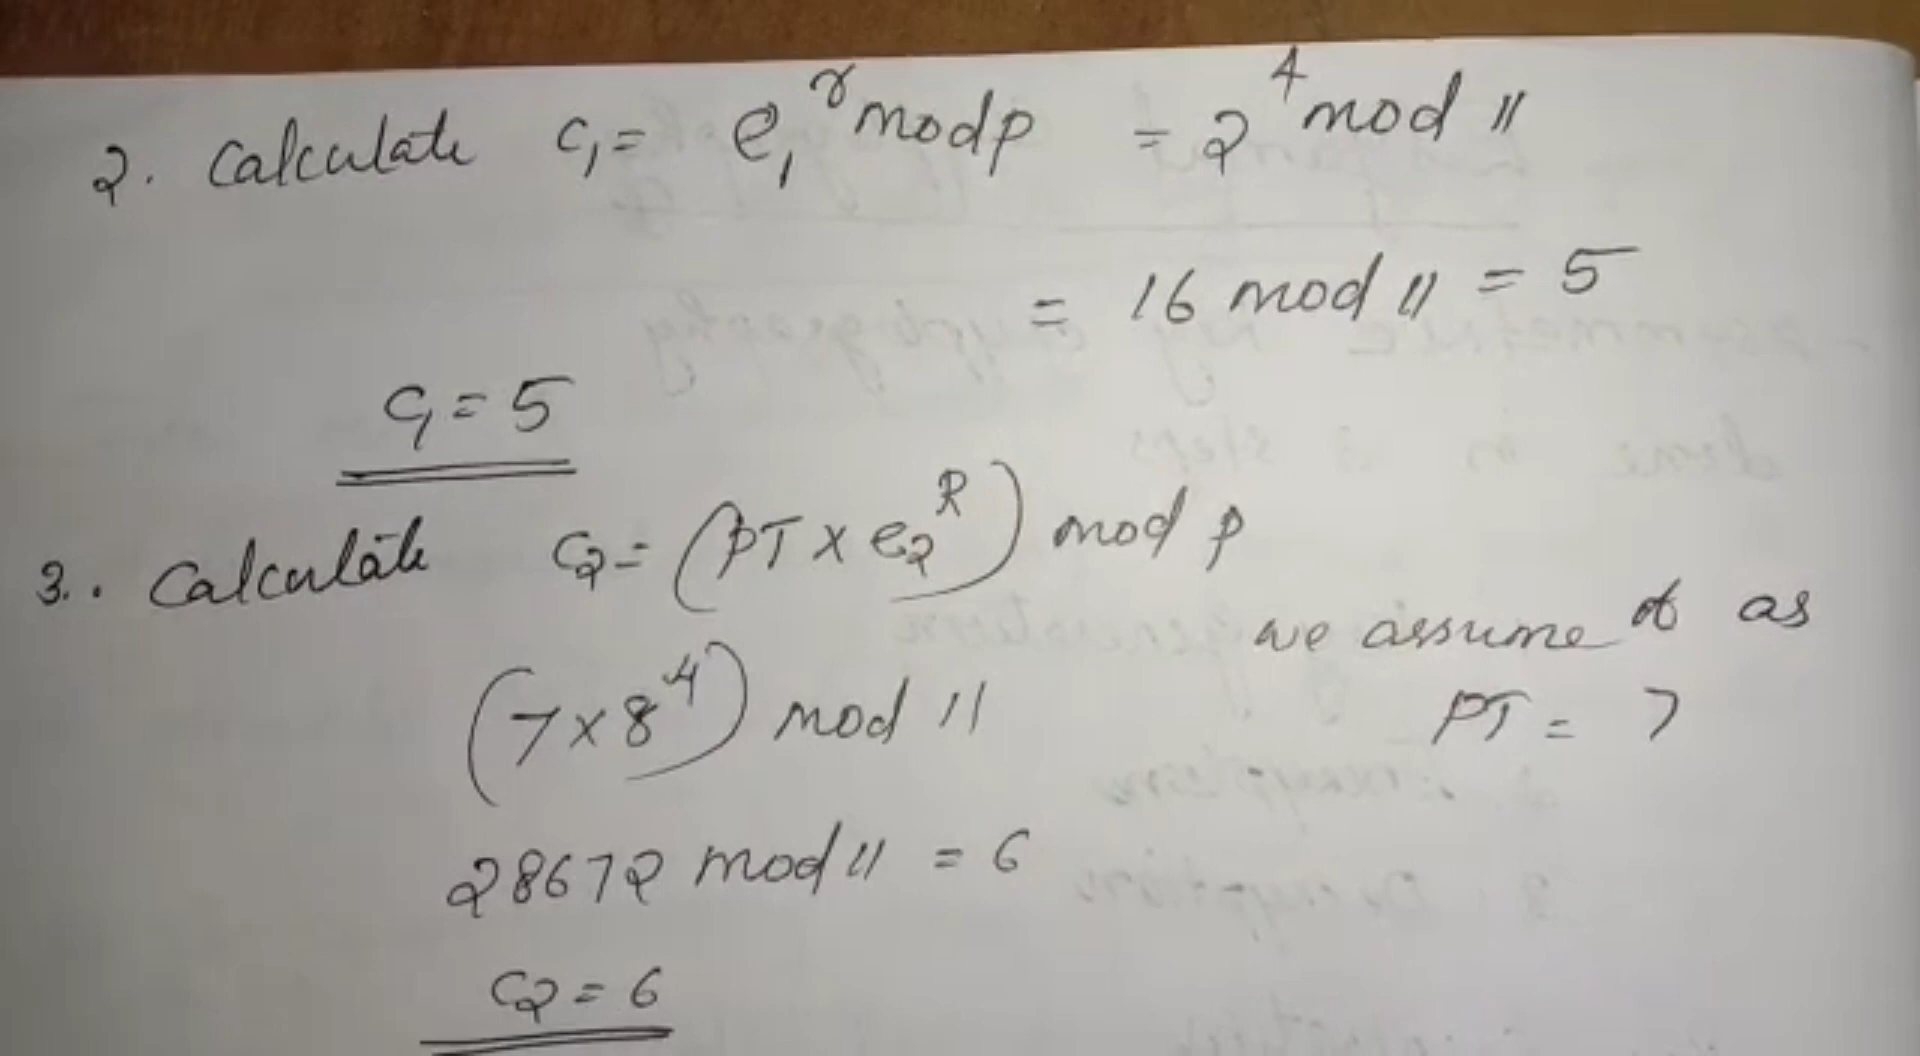 2. Calculate C₁ = e₁^r mod p = 2^4 mod 11
= 16 mod 11 = 5
C₁ = 5
3. Calculate C₂ = (PT × e₂^R) mod p
we assume as
(7 × 8^4) mod 11 PT = 7
28672 mod 11 = 6
C₂ = 6